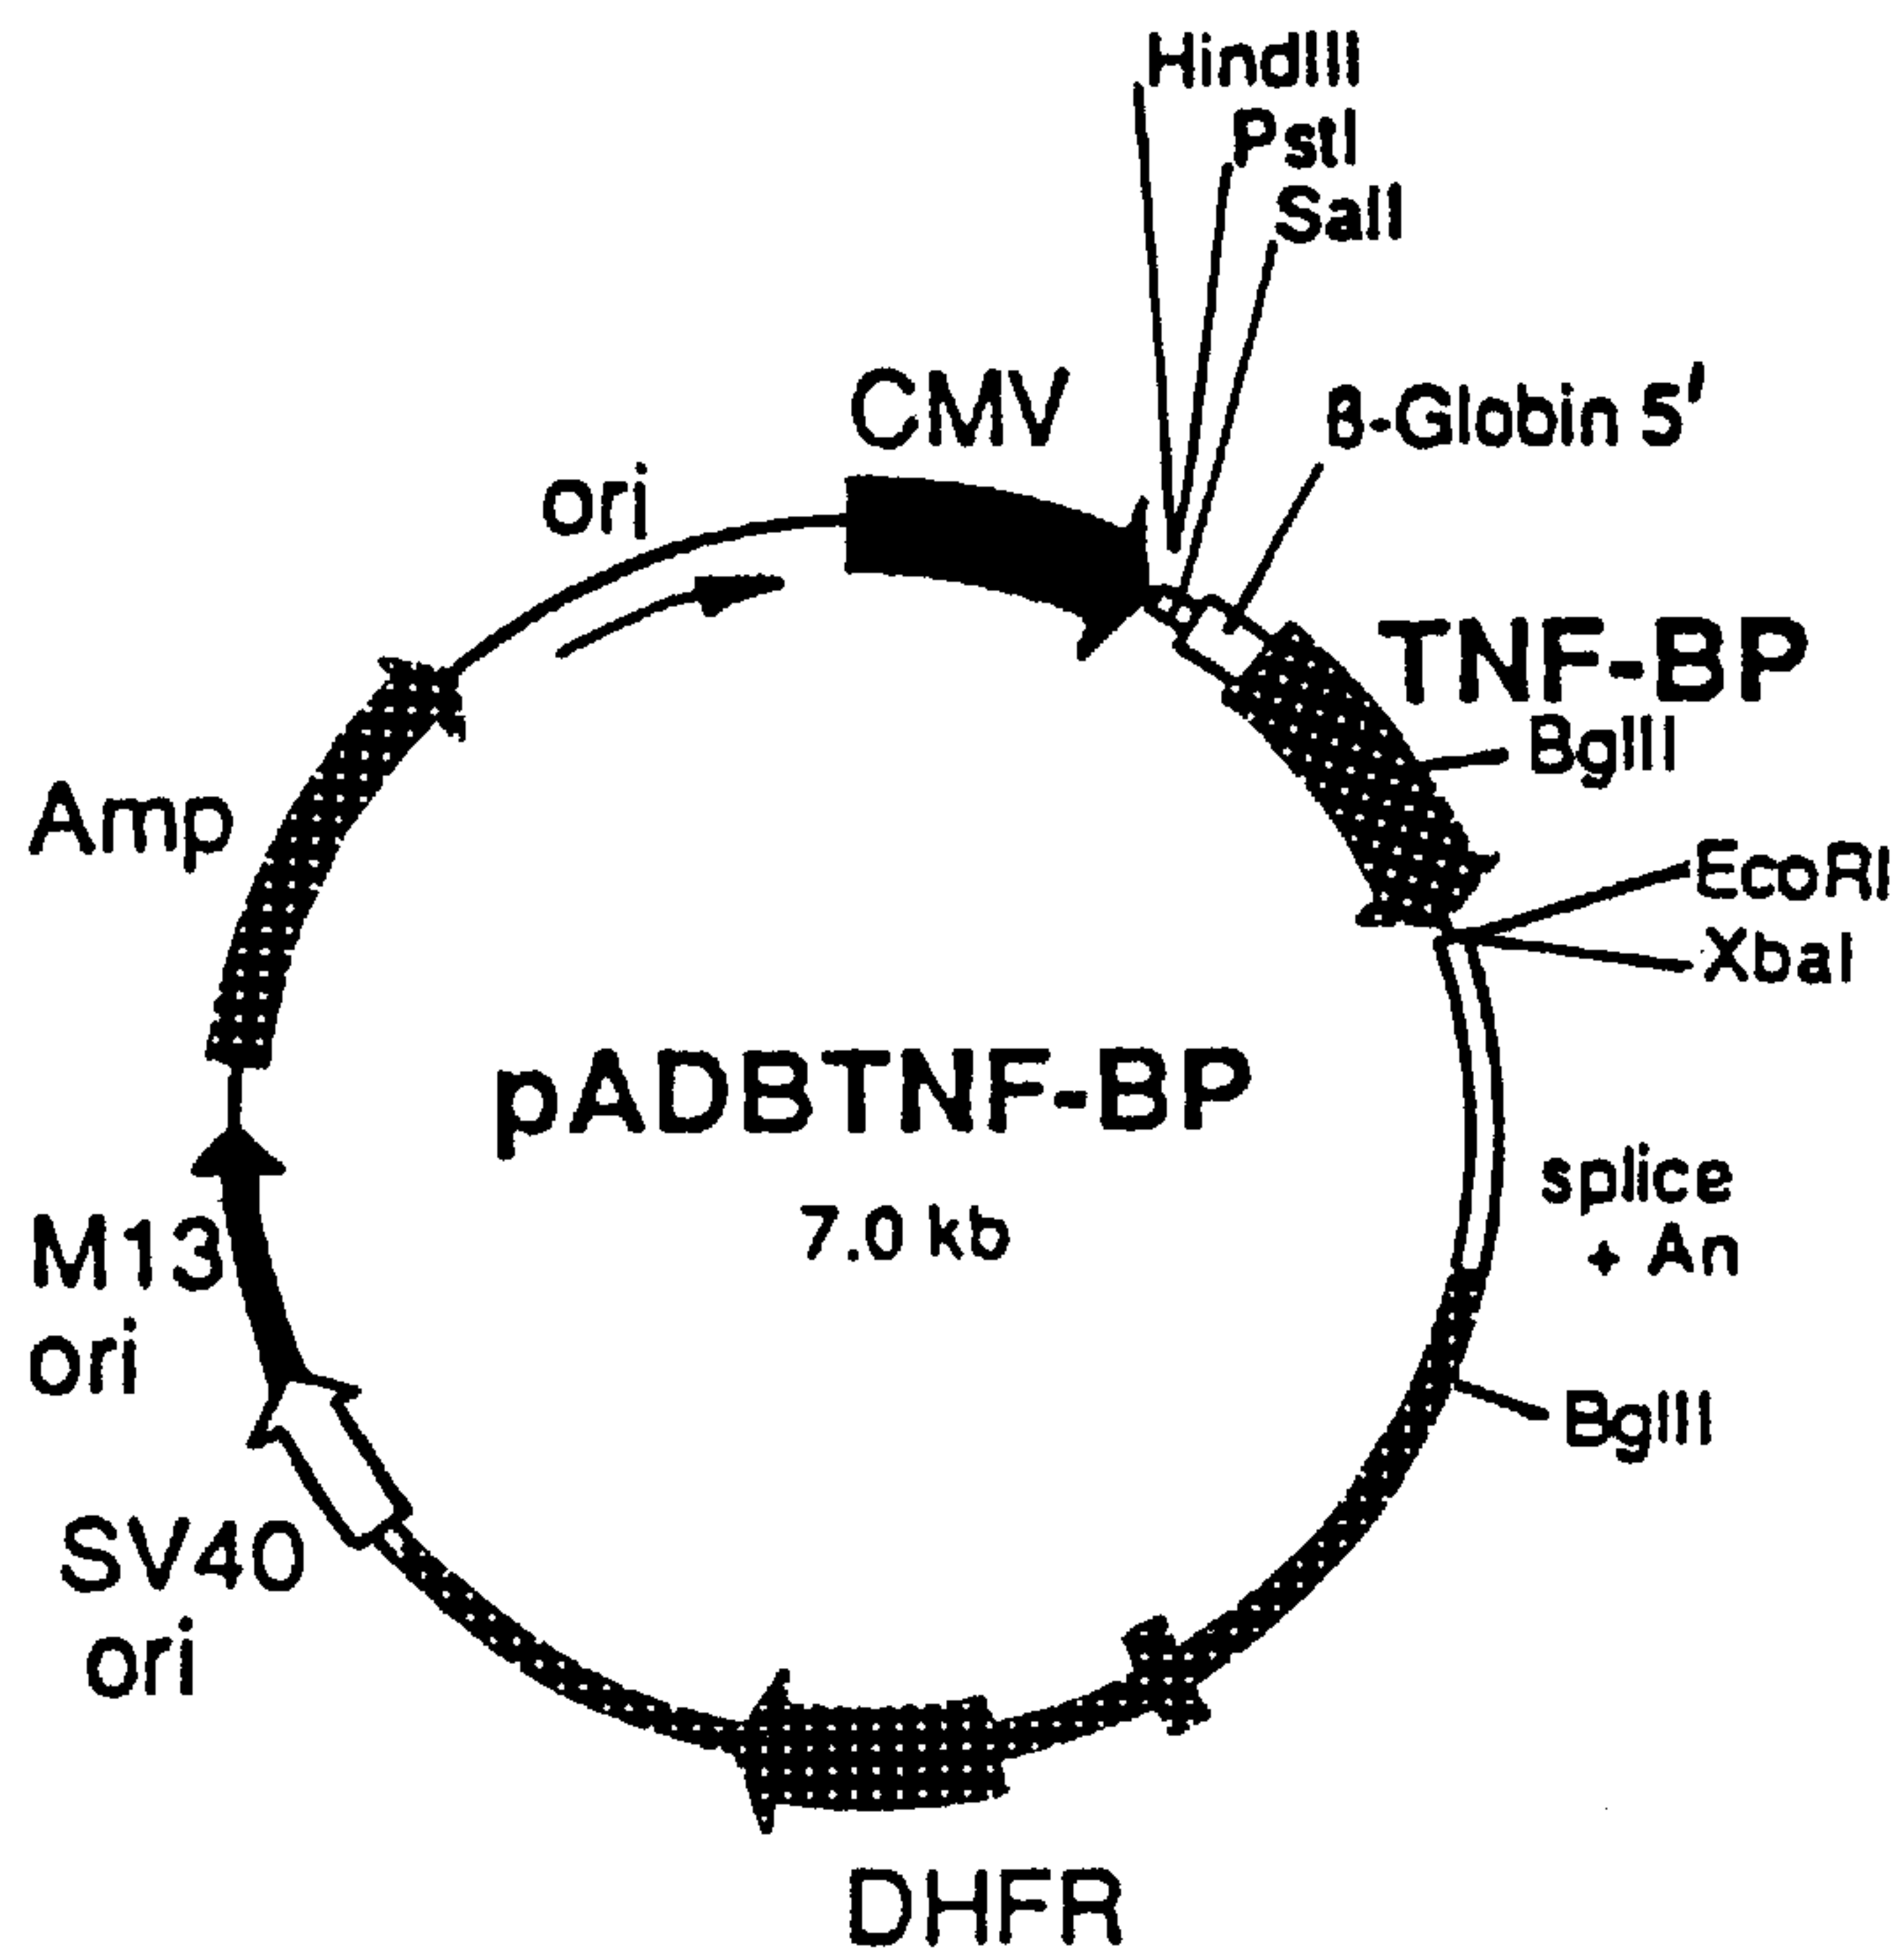 HindIII
PstI
SalI
CMV
β-Globin 5'
ori
TNF-BP
BglII
Amp
EcoRI
XbaI
pADBTNF-BP
7.0 kb
splice
+ An
M13
ori
BglII
SV40
ori
DHFR